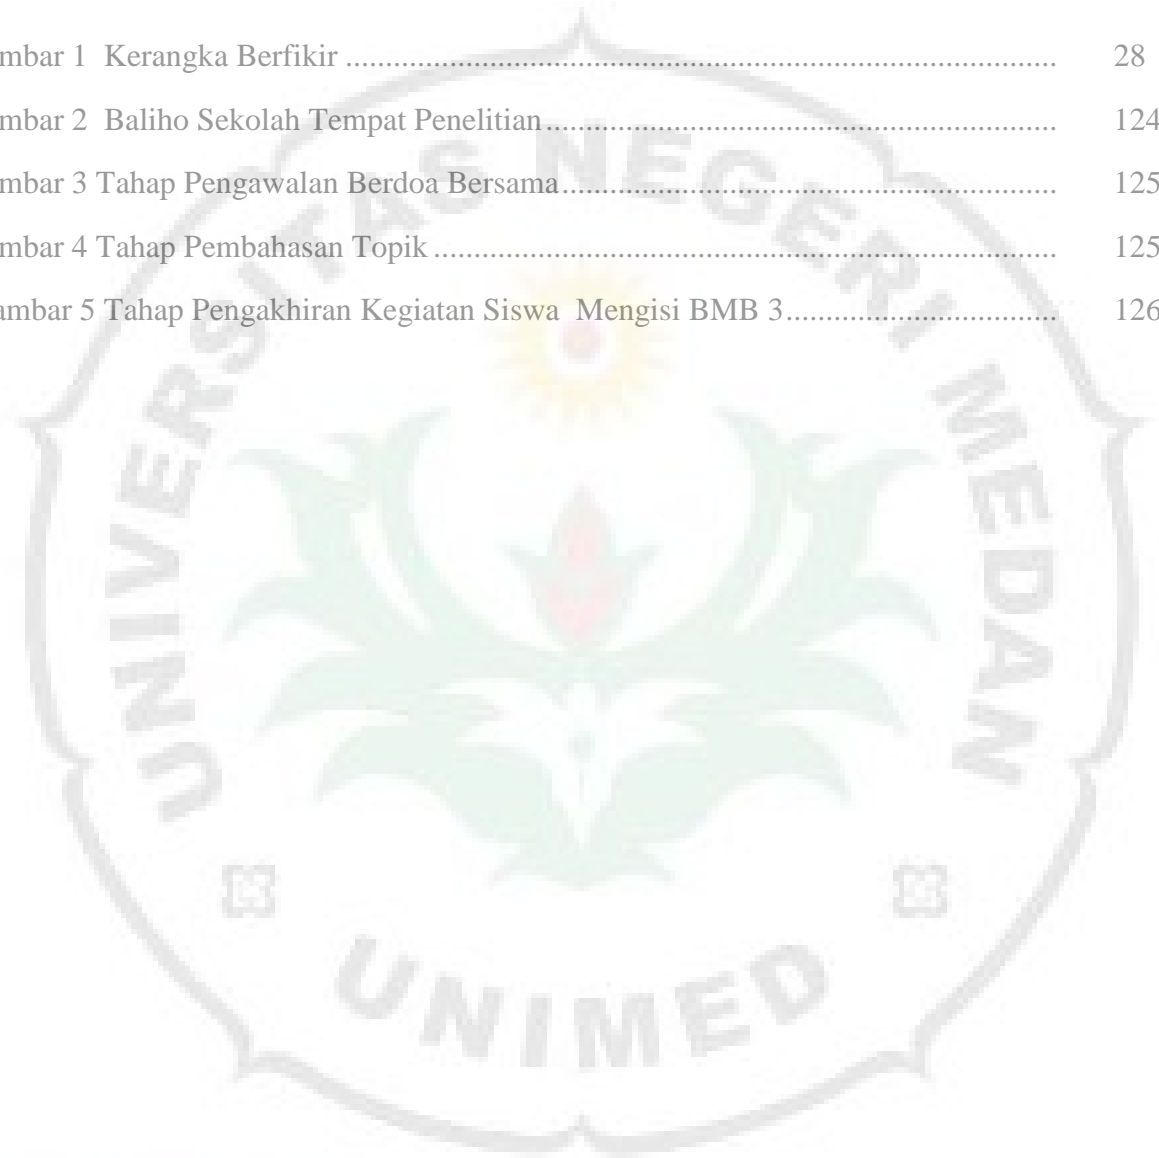 mbar 1  Kerangka Berfikir ......................................................................................... 28
mbar 2  Baliho Sekolah Tempat Penitian................................................................ 124
mbar 3 Tahap Pengawalan Berdoa Bersama.............................................................. 125
mbar 4 Tahap Pembahasan Topik .............................................................................. 125
ambar 5 Tahap Pengakhiran Kegiatan Siswa  Mengisi BMB 3.................................. 126
UNIVERSITAS NEGERI MEDAN
UNIMED